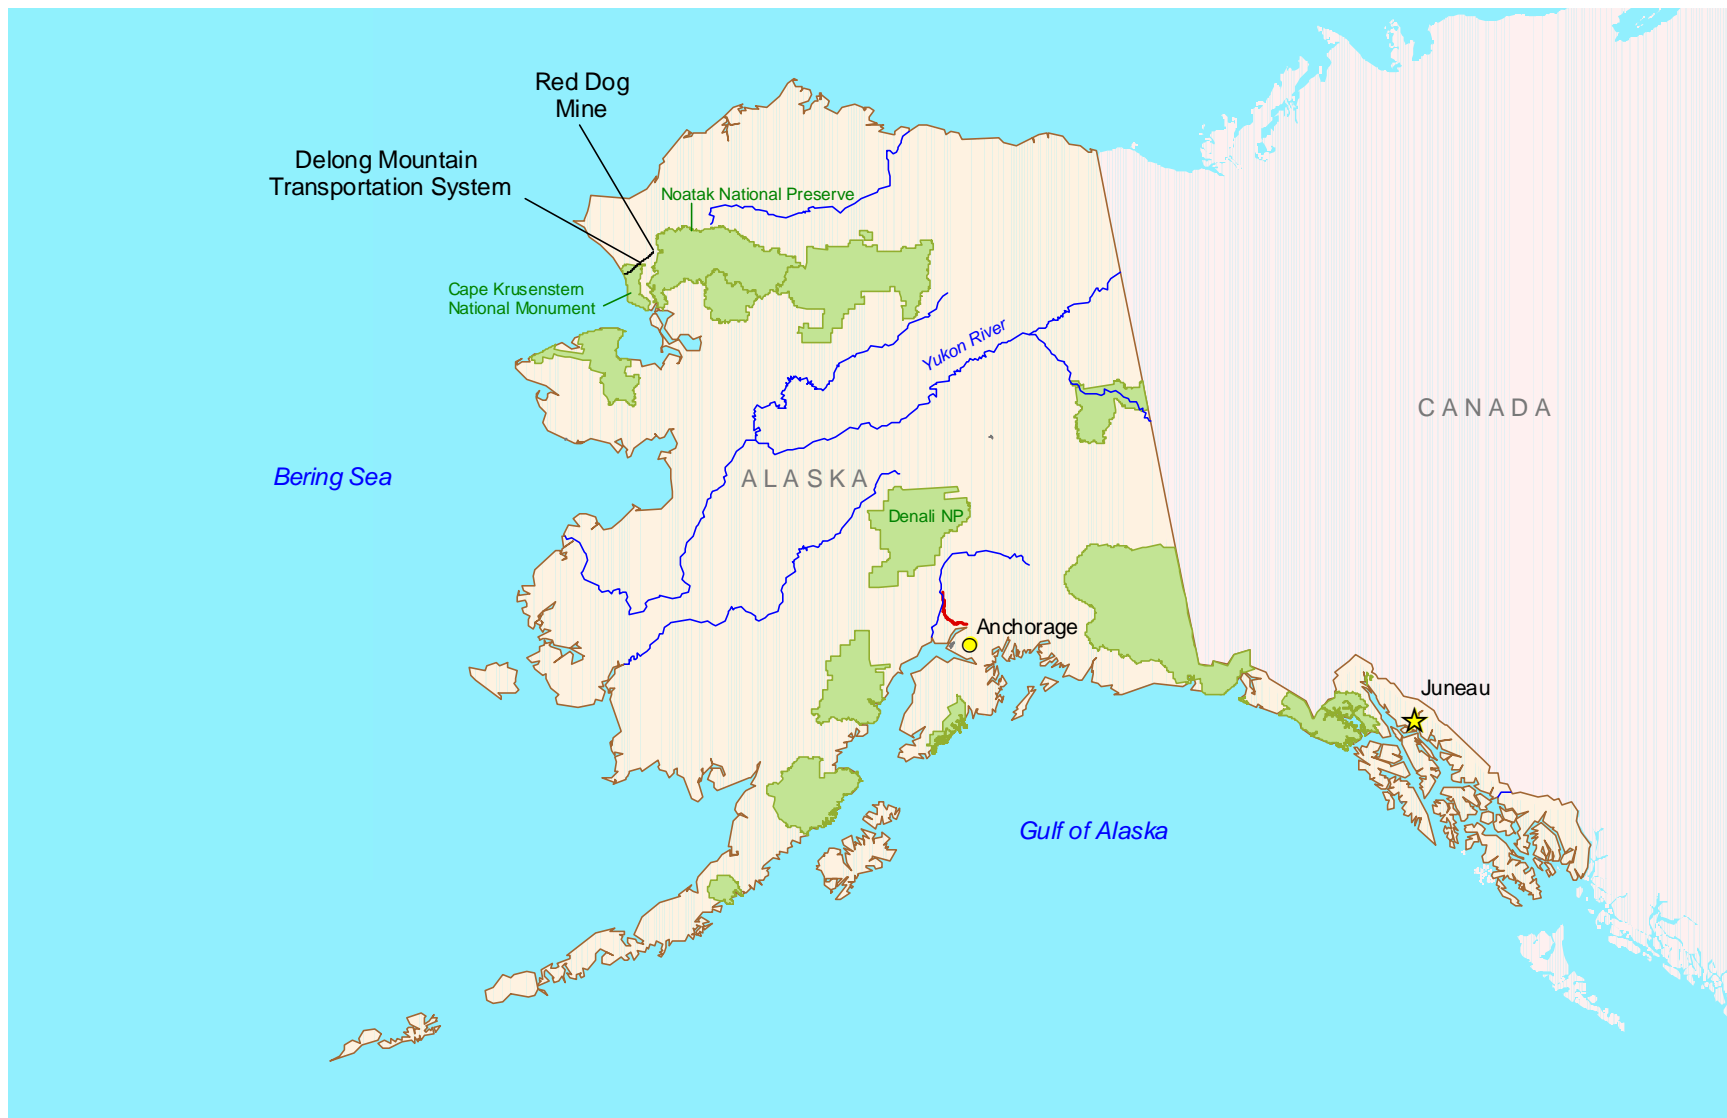 Red Dog
Mine
Delong Mountain
Transportation System
Noatak National Preserve
Cape Krusenstern
National Monument
Yukon River
CANADA
Bering Sea
ALASKA
Denali NP
Anchorage
Juneau
Gulf of Alaska